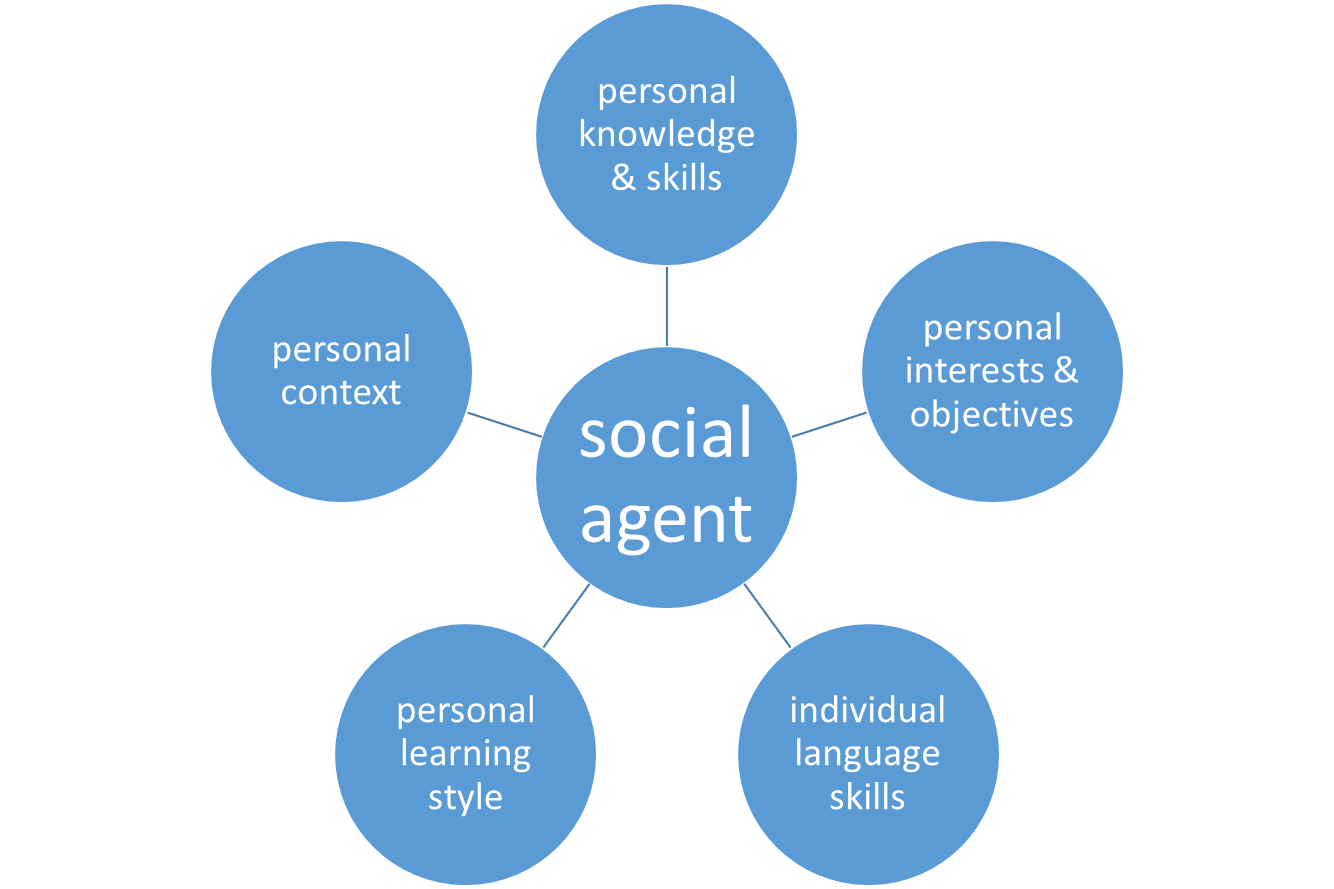 personal
knowledge
& skills
personal
context
personal
interests &
objectives
social
agent
personal
learning
style
individual
language
skills